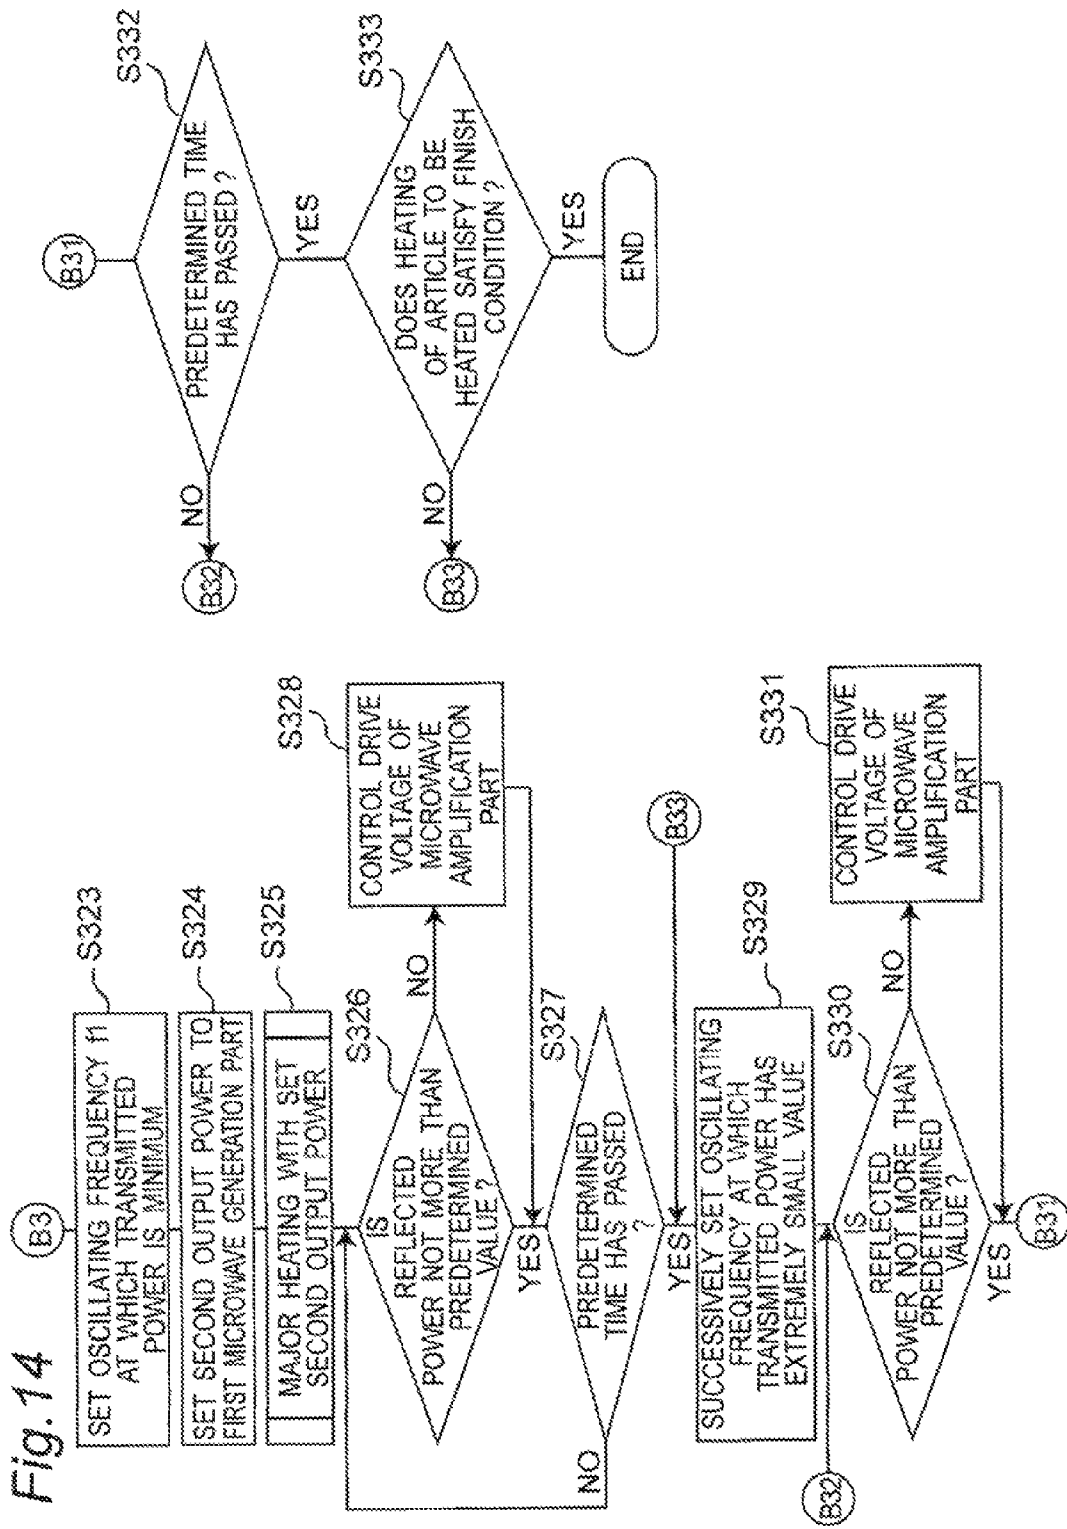 Fig.14
B3
SET OSCILLATING FREQUENCY f1
AT WHICH TRANSMITTED
POWER IS MINIMUM
S323
SET SECOND OUTPUT POWER TO
FIRST MICROWAVE GENERATION PART
S324
MAJOR HEATING WITH SET
SECOND OUTPUT POWER
S325
IS
REFLECTED
POWER NOT MORE THAN
PREDETERMINED
VALUE ?
S326
NO
YES
CONTROL DRIVE
VOLTAGE OF
MICROWAVE
AMPLIFICATION
PART
S328
PREDETERMINED
TIME HAS PASSED
?
S327
NO
YES
B33
SUCCESSIVELY SET OSCILLATING
FREQUENCY AT WHICH
TRANSMITTED POWER HAS
EXTREMELY SMALL VALUE
S329
B32
IS
REFLECTED
POWER NOT MORE THAN
PREDETERMINED
VALUE ?
S330
NO
YES
CONTROL DRIVE
VOLTAGE OF
MICROWAVE
AMPLIFICATION
PART
S331
B31
B31
PREDETERMINED TIME
HAS PASSED ?
S332
NO
B32
YES
DOES HEATING
OF ARTICLE TO BE
HEATED SATISFY FINISH
CONDITION ?
S333
NO
B33
YES
END